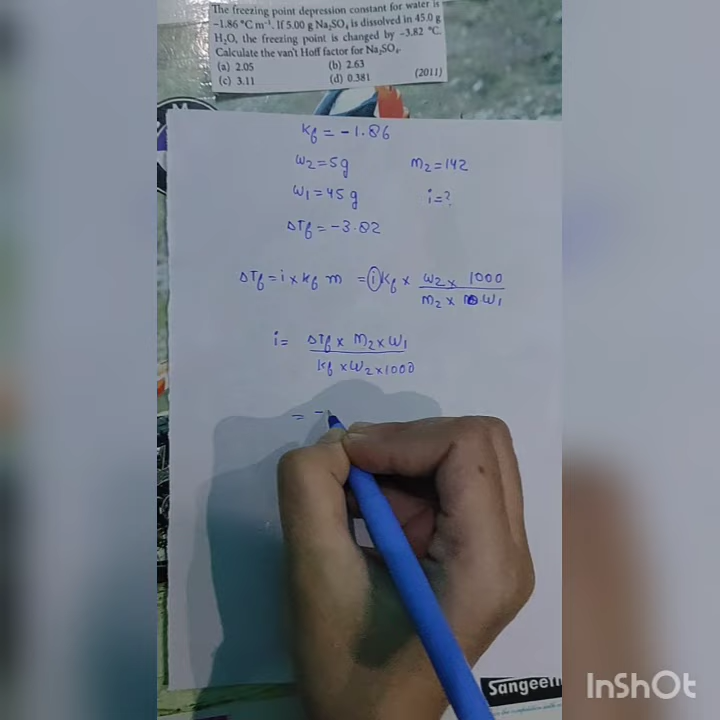 The freezing point depression constant for water is
–1.86 °C m⁻¹. If 5.00 g Na₂SO₄ is dissolved in 45.0 g
H₂O, the freezing point is changed by –3.82 °C.
Calculate the van't Hoff factor for Na₂SO₄.
(a) 2.05 (b) 2.63
(c) 3.11 (d) 0.381 (2011)
Kf = -1.86
W2 = 5g M2 = 142
W1 = 45 g i = ?
ΔTf = -3.82
ΔTf = i × Kf m = i Kf × W2 × 1000 / M2 × W1
i = ΔTf × M2 × W1 / Kf × W2 × 1000
= -
Sangeet
InShOt